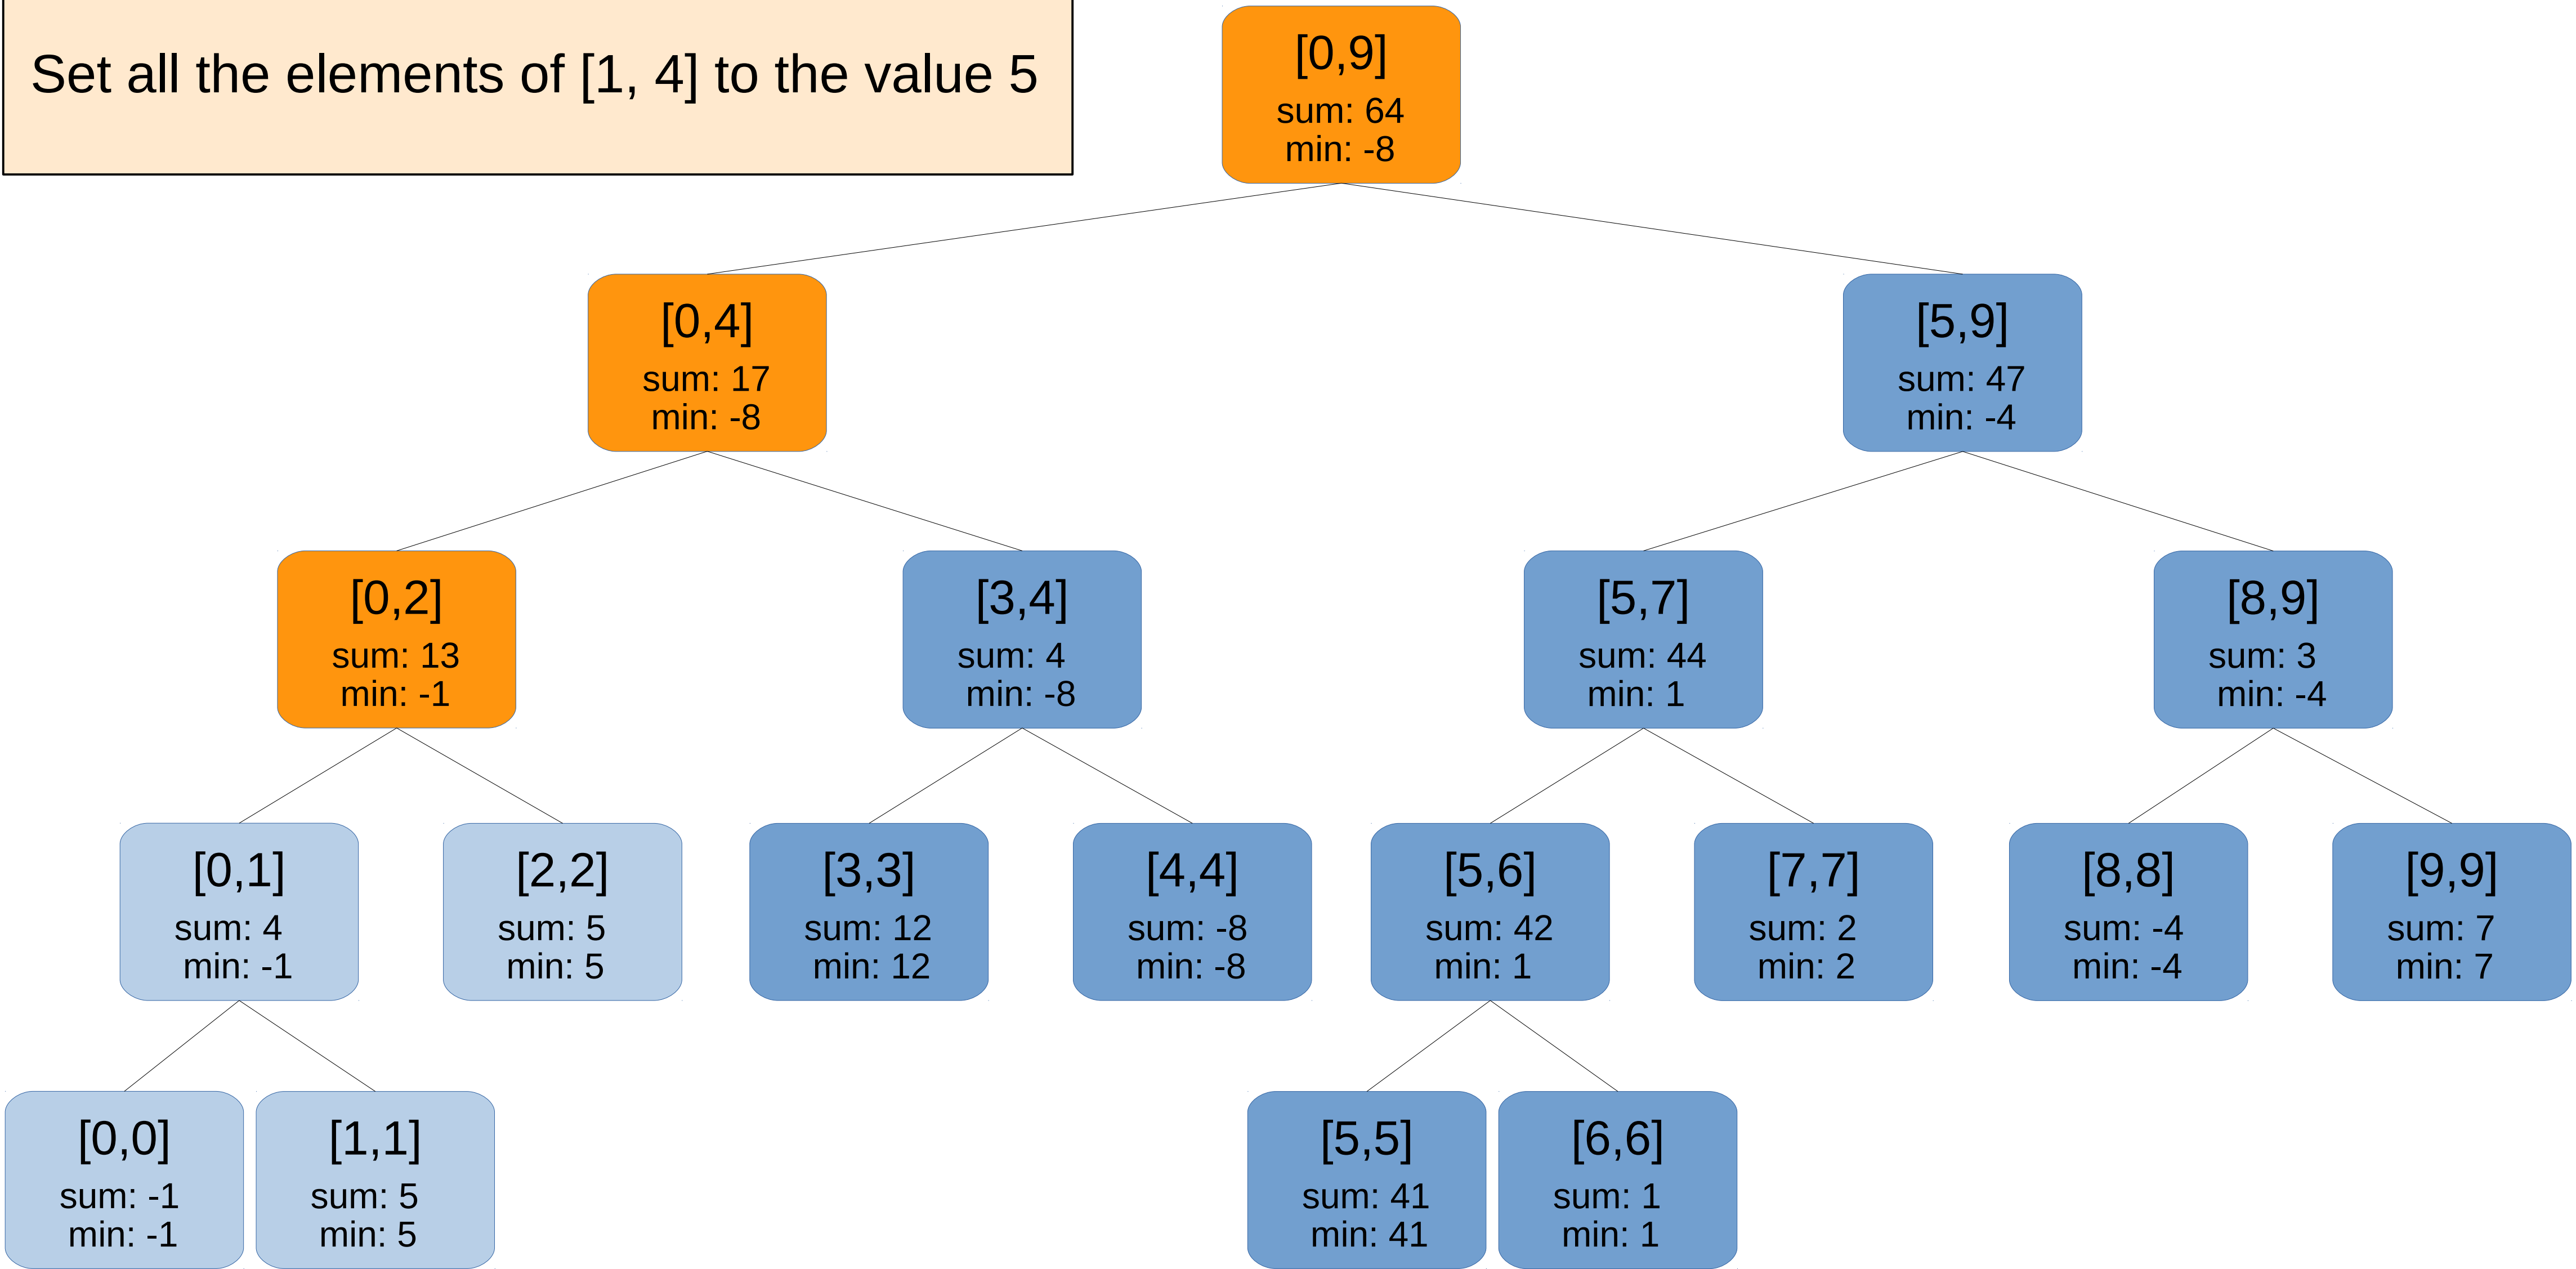 Set all the elements of [1, 4] to the value 5
[0,9]
sum: 64
min: -8
[0,4]
sum: 17
min: -8
[5,9]
sum: 47
min: -4
[0,2]
sum: 13
min: -1
[3,4]
sum: 4
min: -8
[5,7]
sum: 44
min: 1
[8,9]
sum: 3
min: -4
[0,1]
sum: 4
min: -1
[2,2]
sum: 5
min: 5
[3,3]
sum: 12
min: 12
[4,4]
sum: -8
min: -8
[5,6]
sum: 42
min: 1
[7,7]
sum: 2
min: 2
[8,8]
sum: -4
min: -4
[9,9]
sum: 7
min: 7
[0,0]
sum: -1
min: -1
[1,1]
sum: 5
min: 5
[5,5]
sum: 41
min: 41
[6,6]
sum: 1
min: 1